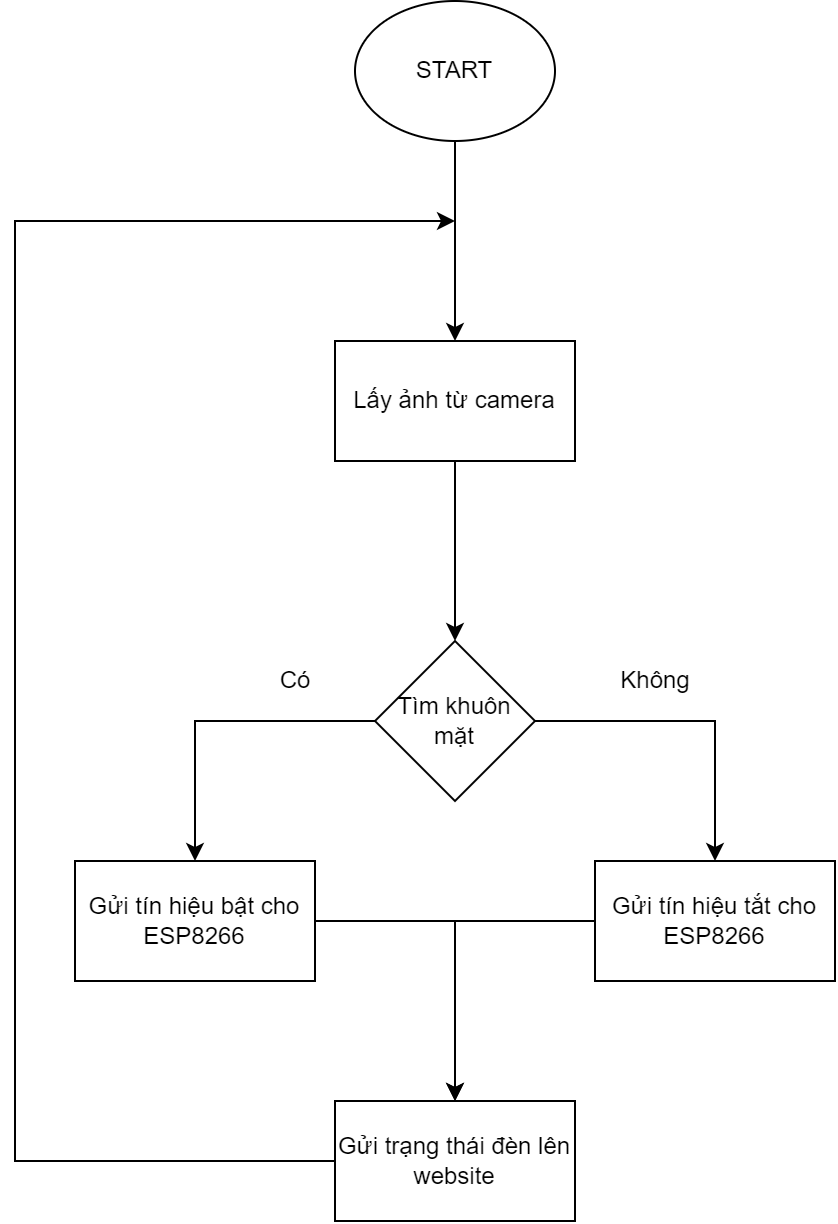 START
Lấy ảnh từ camera
Có
Không
Tìm khuôn
mặt
Gửi tín hiệu bật cho
ESP8266
Gửi tín hiệu tắt cho
ESP8266
Gửi trạng thái đèn lên
website